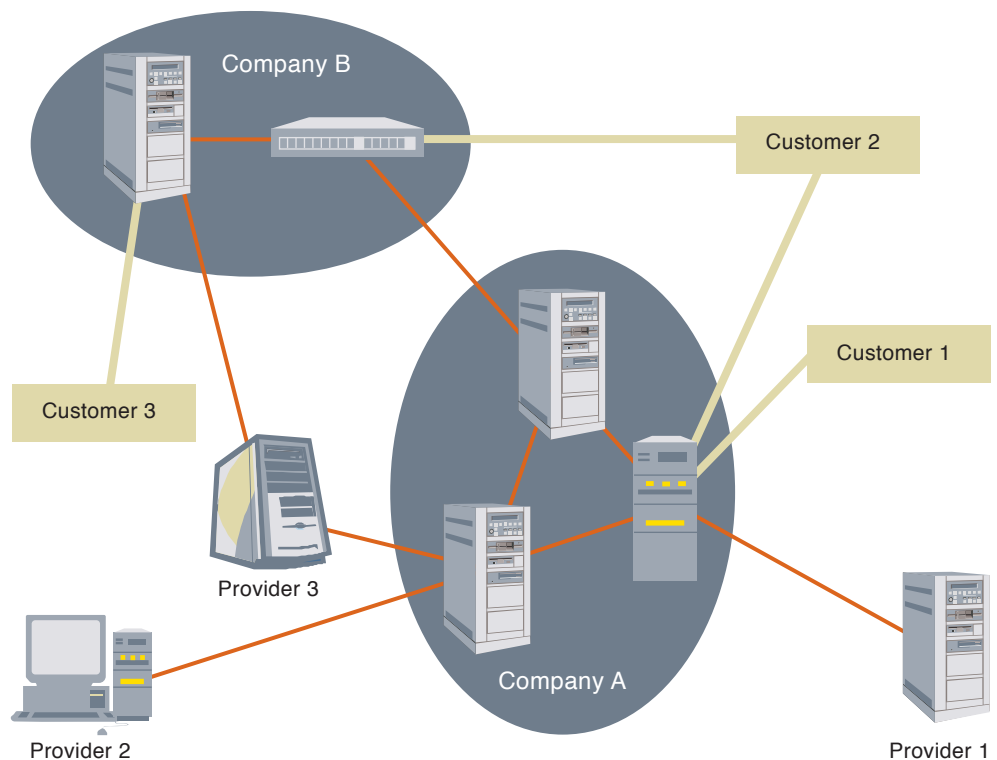 Company B
Customer 2
Customer 1
Customer 3
Provider 3
Company A
Provider 2
Provider 1